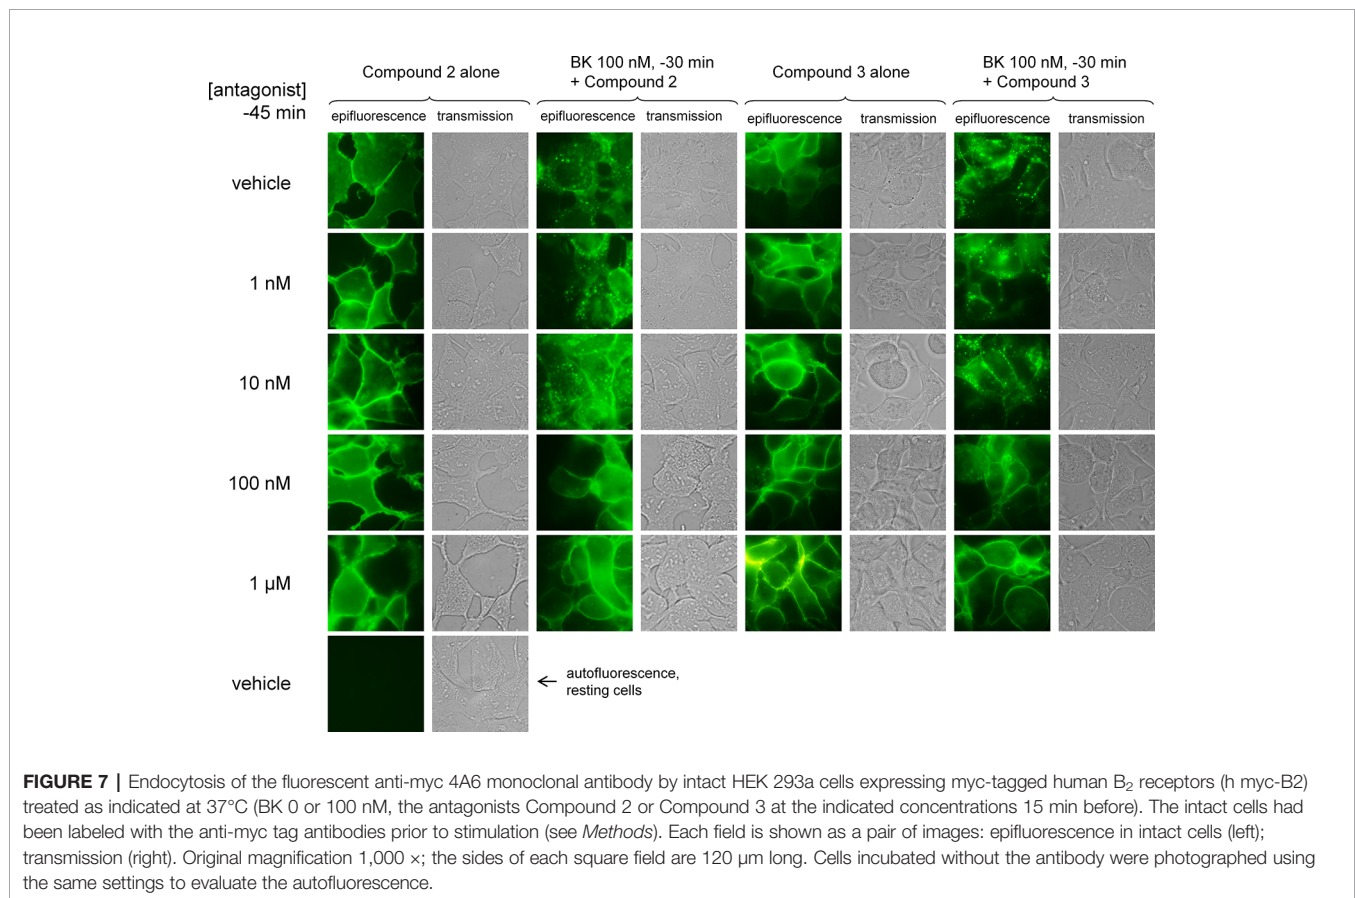 [antagonist]
-45 min
Compound 2 alone
BK 100 nM, -30 min
+ Compound 2
Compound 3 alone
BK 100 nM, -30 min
+ Compound 3
epifluorescence transmission epifluorescence transmission epifluorescence transmission epifluorescence transmission
vehicle
1 nM
10 nM
100 nM
1 µM
vehicle
autofluorescence,
resting cells
FIGURE 7 | Endocytosis of the fluorescent anti-myc 4A6 monoclonal antibody by intact HEK 293a cells expressing myc-tagged human B₂ receptors (h myc-B2)
treated as indicated at 37°C (BK 0 or 100 nM, the antagonists Compound 2 or Compound 3 at the indicated concentrations 15 min before). The intact cells had
been labeled with the anti-myc tag antibodies prior to stimulation (see Methods). Each field is shown as a pair of images: epifluorescence in intact cells (left);
transmission (right). Original magnification 1,000 ×; the sides of each square field are 120 µm long. Cells incubated without the antibody were photographed using
the same settings to evaluate the autofluorescence.